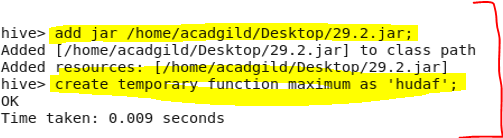 hive> add jar /home/acadgild/Desktop/29.2.jar;
Added [/home/acadgild/Desktop/29.2.jar] to class path
Added resources: [/home/acadgild/Desktop/29.2.jar]
hive> create temporary function maximum as 'hudaf';
OK
Time taken: 0.009 seconds